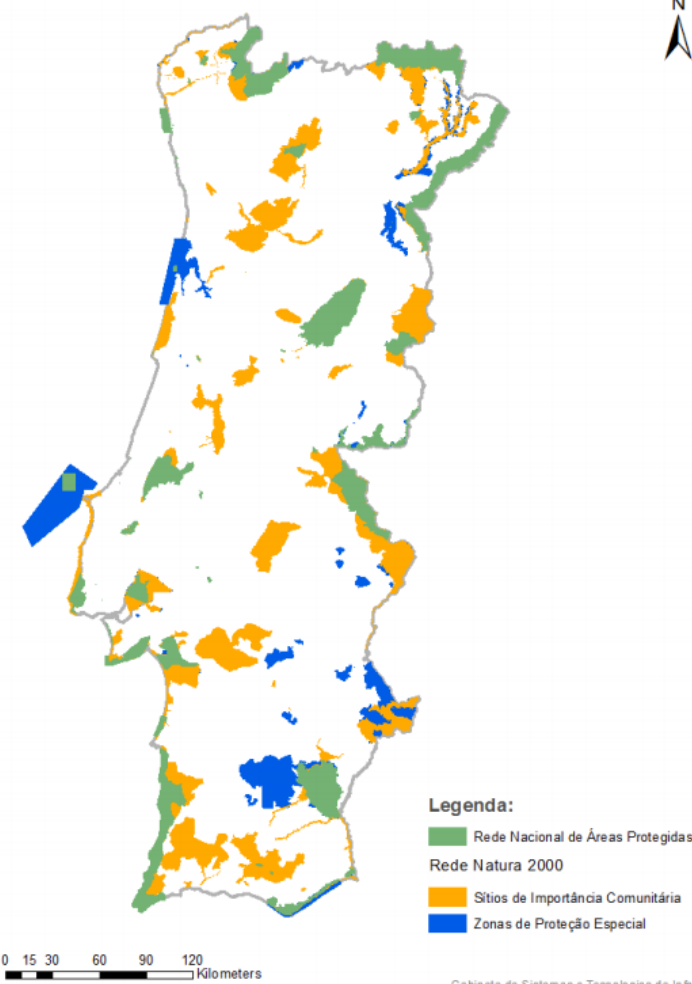 N
Legenda:
Rede Nacional de Áreas Protegidas
Rede Natura 2000
Sítios de Importância Comunitária
Zonas de Proteção Especial
0 15 30 60 90 120
Kilometers